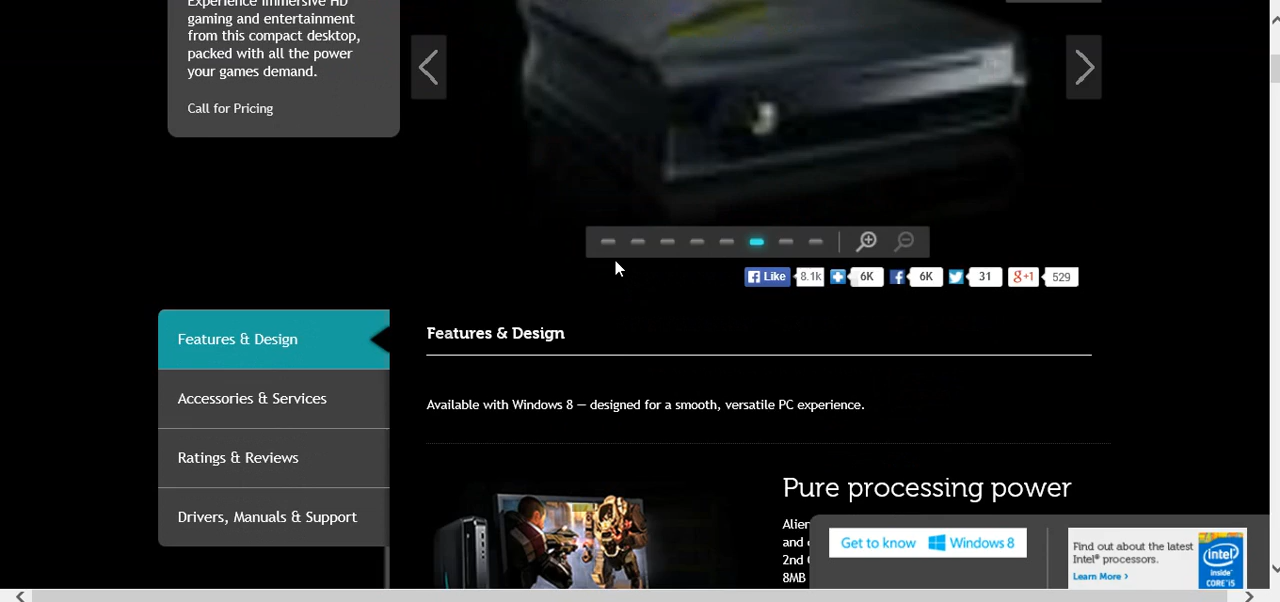 Experience Immersive HD
gaming and entertainment
from this compact desktop,
packed with all the power
your games demand.
Call for Pricing
Like 8.1k 6K 6K 31 g+1 529
Features & Design
Accessories & Services
Ratings & Reviews
Drivers, Manuals & Support
Features & Design
Available with Windows 8 — designed for a smooth, versatile PC experience.
Pure processing power
Alien
and
2nd
8MB
Get to know Windows 8
Find out about the latest
Intel® processors.
Learn More ›
intel
inside™
CORE™i5